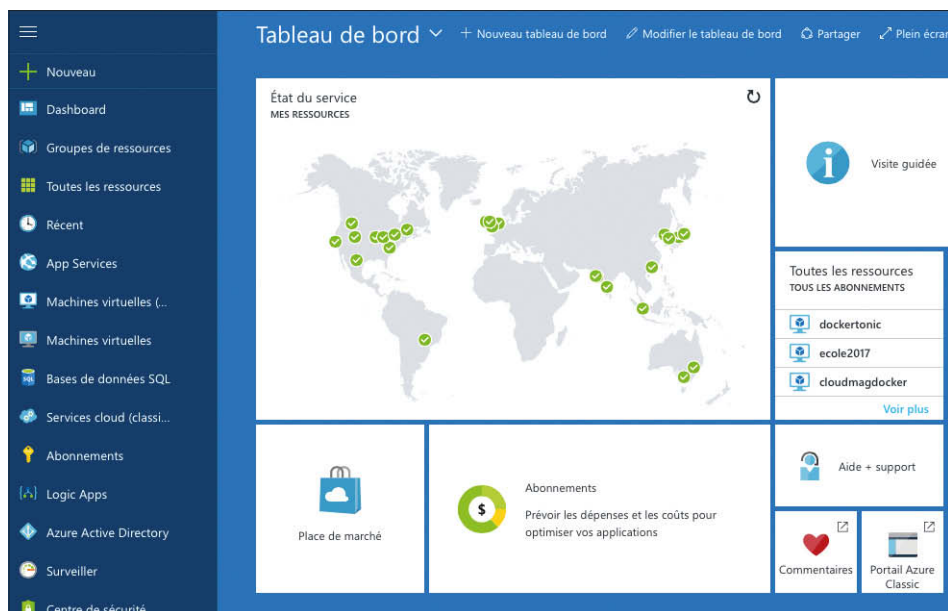 Tableau de bord
+ Nouveau tableau de bord
Modifier le tableau de bord
Partager
Plein écran
Nouveau
Dashboard
Groupes de ressources
Toutes les ressources
Récent
App Services
Machines virtuelles (...
Machines virtuelles
Bases de données SQL
Services cloud (classi...
Abonnements
Logic Apps
Azure Active Directory
Surveiller
Centre de sécurité
État du service
MES RESSOURCES
Visite guidée
Toutes les ressources
TOUS LES ABONNEMENTS
dockertonic
ecole2017
cloudmagdocker
Voir plus
Place de marché
SQL
$
Abonnements
Prévoir les dépenses et les coûts pour
optimiser vos applications
Aide + support
Commentaires
Portail Azure
Classic